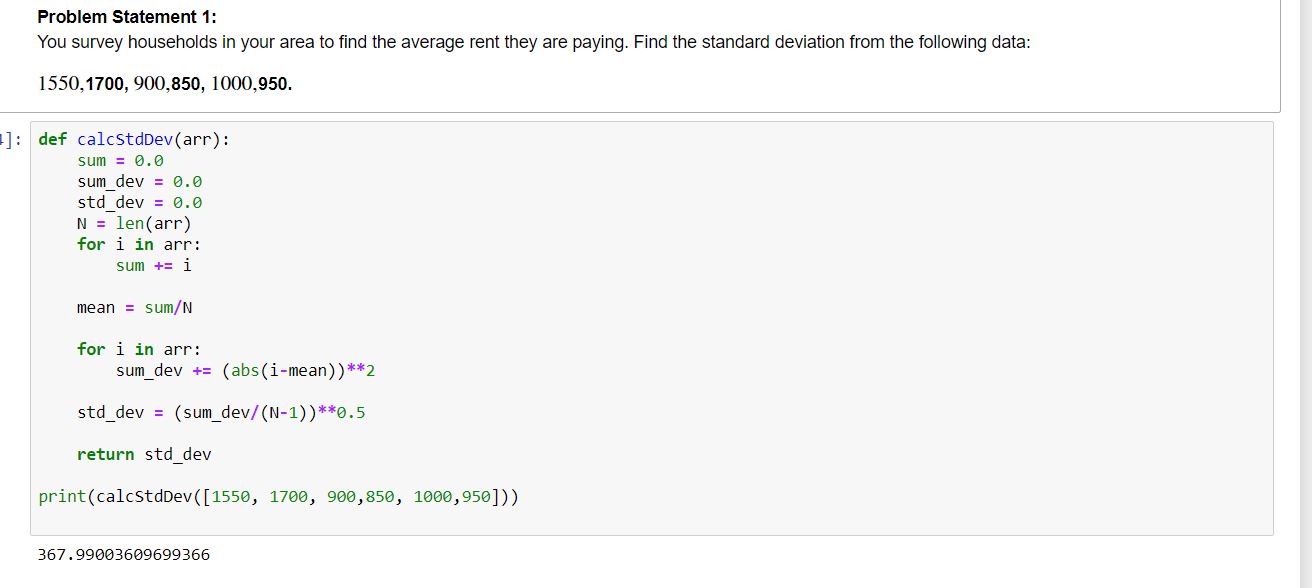 Problem Statement 1:
You survey households in your area to find the average rent they are paying. Find the standard deviation from the following data:
1550,1700, 900,850, 1000,950.
4]:
def calcStdDev(arr):
    sum = 0.0
    sum_dev = 0.0
    std_dev = 0.0
    N = len(arr)
    for i in arr:
        sum += i
    mean = sum/N
    for i in arr:
        sum_dev += (abs(i-mean))**2
    std_dev = (sum_dev/(N-1))**0.5
    return std_dev
print(calcStdDev([1550, 1700, 900,850, 1000,950]))
367.99003609699366